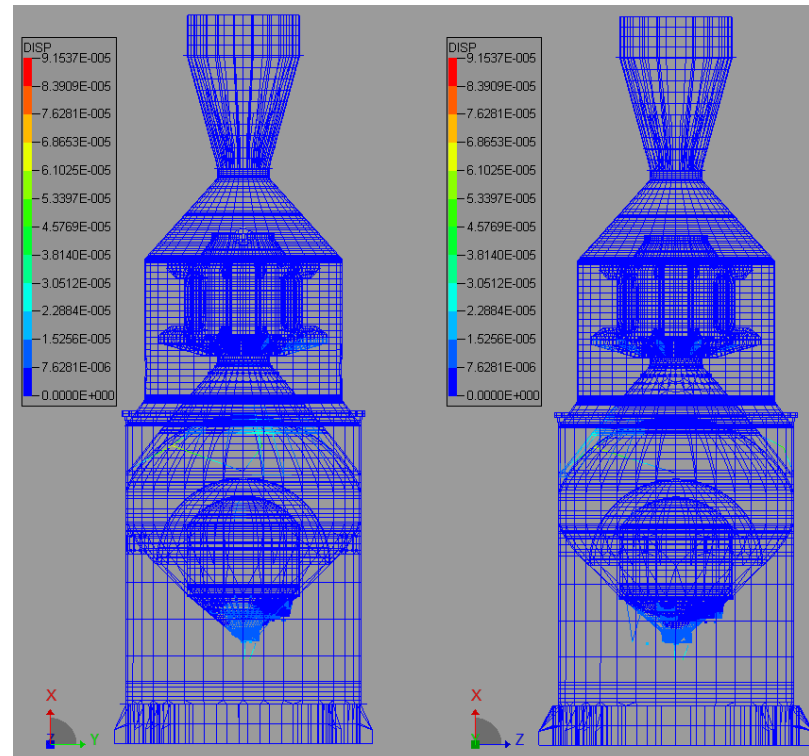 DISP
9.1537E-005
8.3909E-005
7.6281E-005
6.8653E-005
6.1025E-005
5.3397E-005
4.5769E-005
3.8140E-005
3.0512E-005
2.2884E-005
1.5256E-005
7.6281E-006
0.0000E+000
X
Z
Y
DISP
9.1537E-005
8.3909E-005
7.6281E-005
6.8653E-005
6.1025E-005
5.3397E-005
4.5769E-005
3.8140E-005
3.0512E-005
2.2884E-005
1.5256E-005
7.6281E-006
0.0000E+000
X
Y
Z